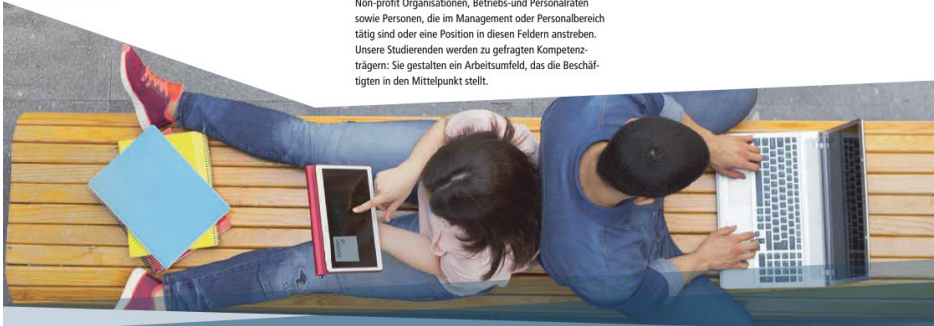 Non-profit Organisationen, Betriebs-und Personalräten
sowie Personen, die im Management oder Personalbereich
tätig sind oder eine Position in diesen Feldern anstreben.
Unsere Studierenden werden zu gefragten Kompetenz-
trägern: Sie gestalten ein Arbeitsumfeld, das die Beschäf-
tigten in den Mittelpunkt stellt.